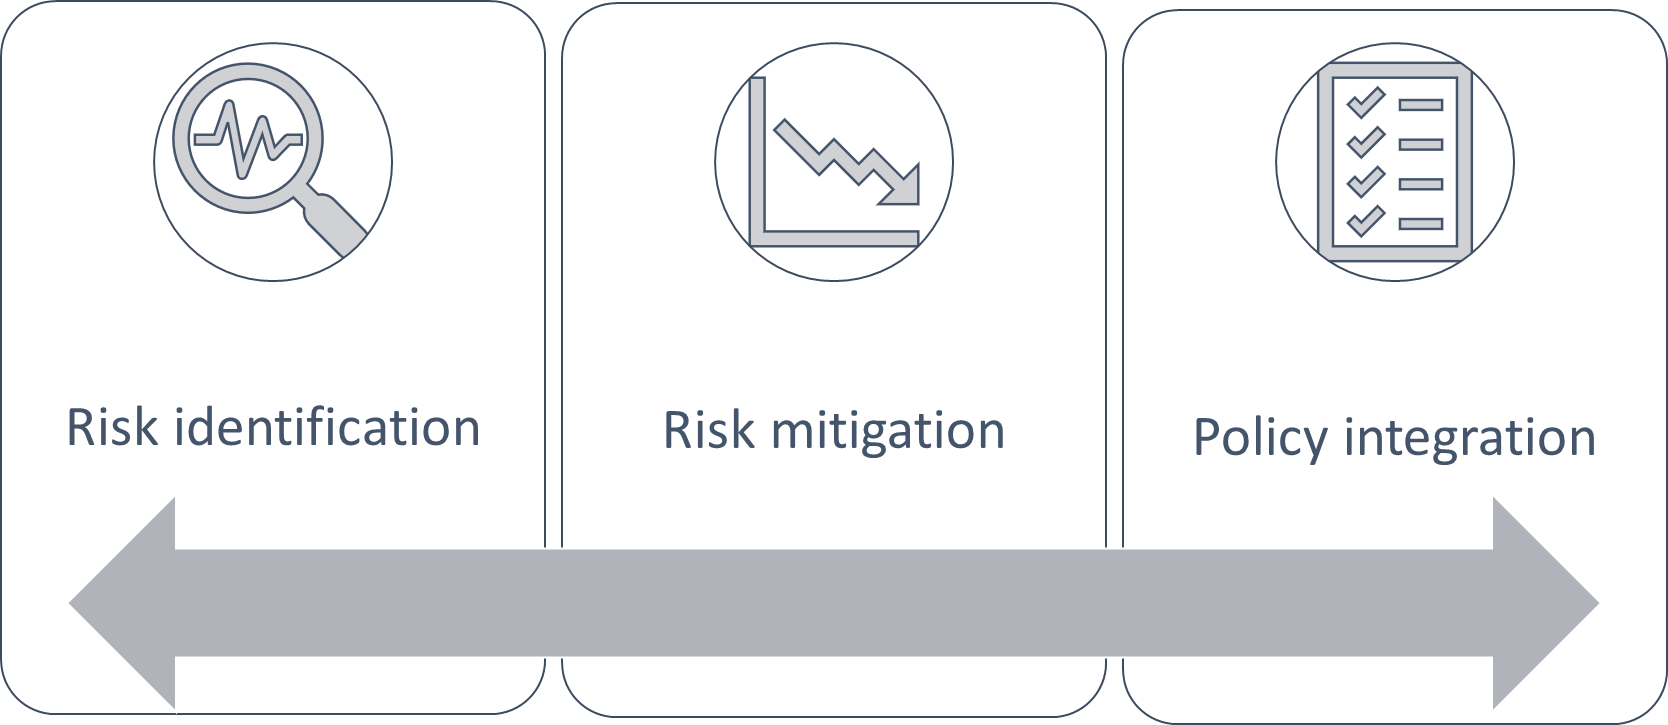 Risk identification
Risk mitigation
Policy integration